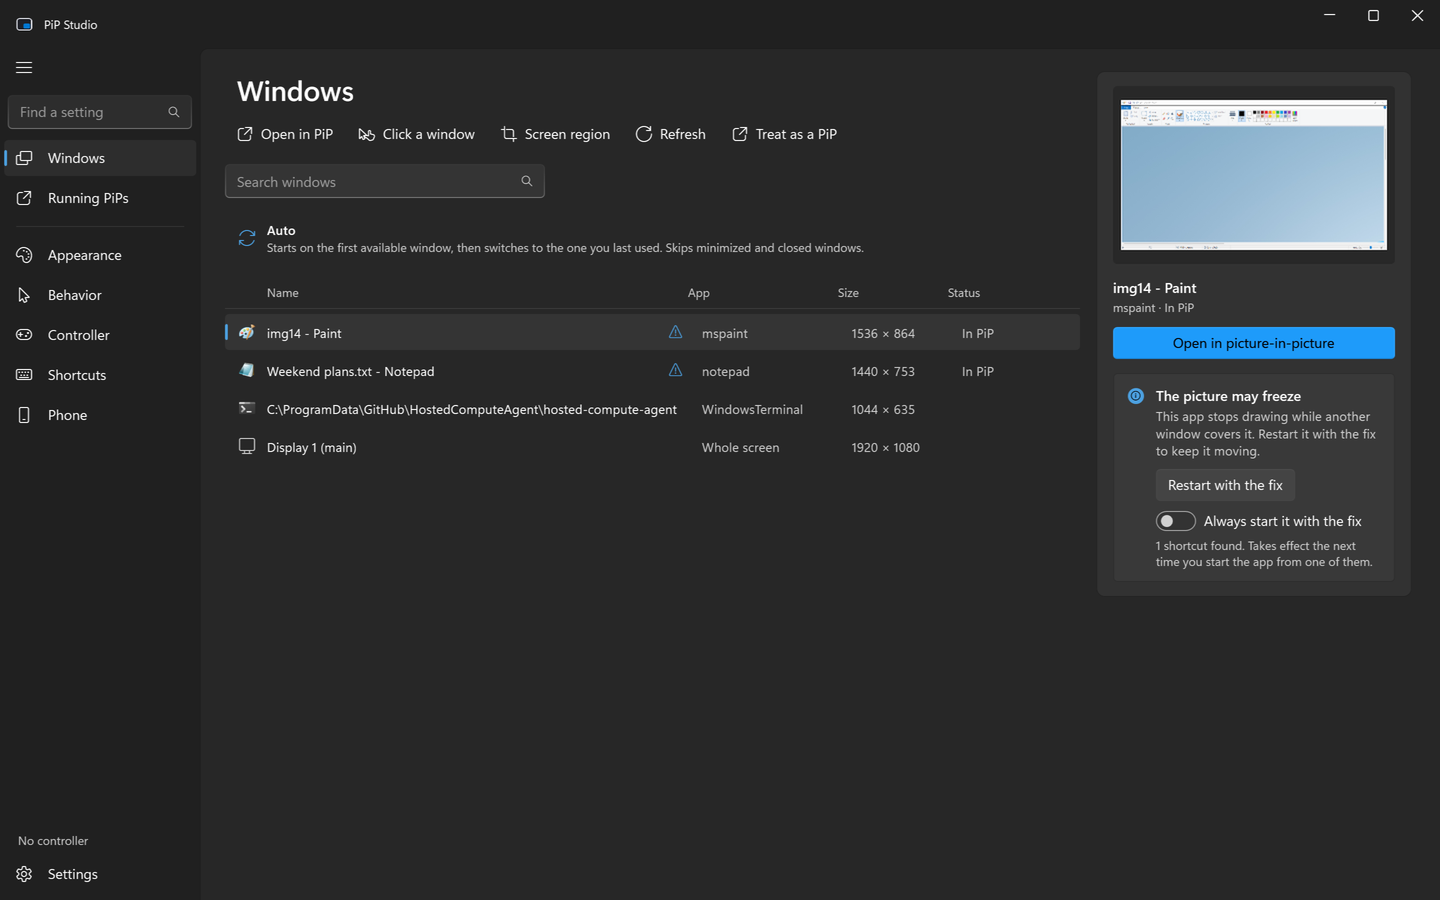 PiP Studio
Find a setting
Windows
Running PiPs
Appearance
Behavior
Controller
Shortcuts
Phone
No controller
Settings
Windows
Open in PiP
Click a window
Screen region
Refresh
Treat as a PiP
Search windows
Auto
Starts on the first available window, then switches to the one you last used. Skips minimized and closed windows.
Name App Size Status
img14 - Paint mspaint 1536 × 864 In PiP
Weekend plans.txt - Notepad notepad 1440 × 753 In PiP
C:\ProgramData\GitHub\HostedComputeAgent\hosted-compute-agent WindowsTerminal 1044 × 635
Display 1 (main) Whole screen 1920 × 1080
img14 - Paint
mspaint · In PiP
Open in picture-in-picture
The picture may freeze
This app stops drawing while another
window covers it. Restart it with the fix
to keep it moving.
Restart with the fix
Always start it with the fix
1 shortcut found. Takes effect the next
time you start the app from one of them.